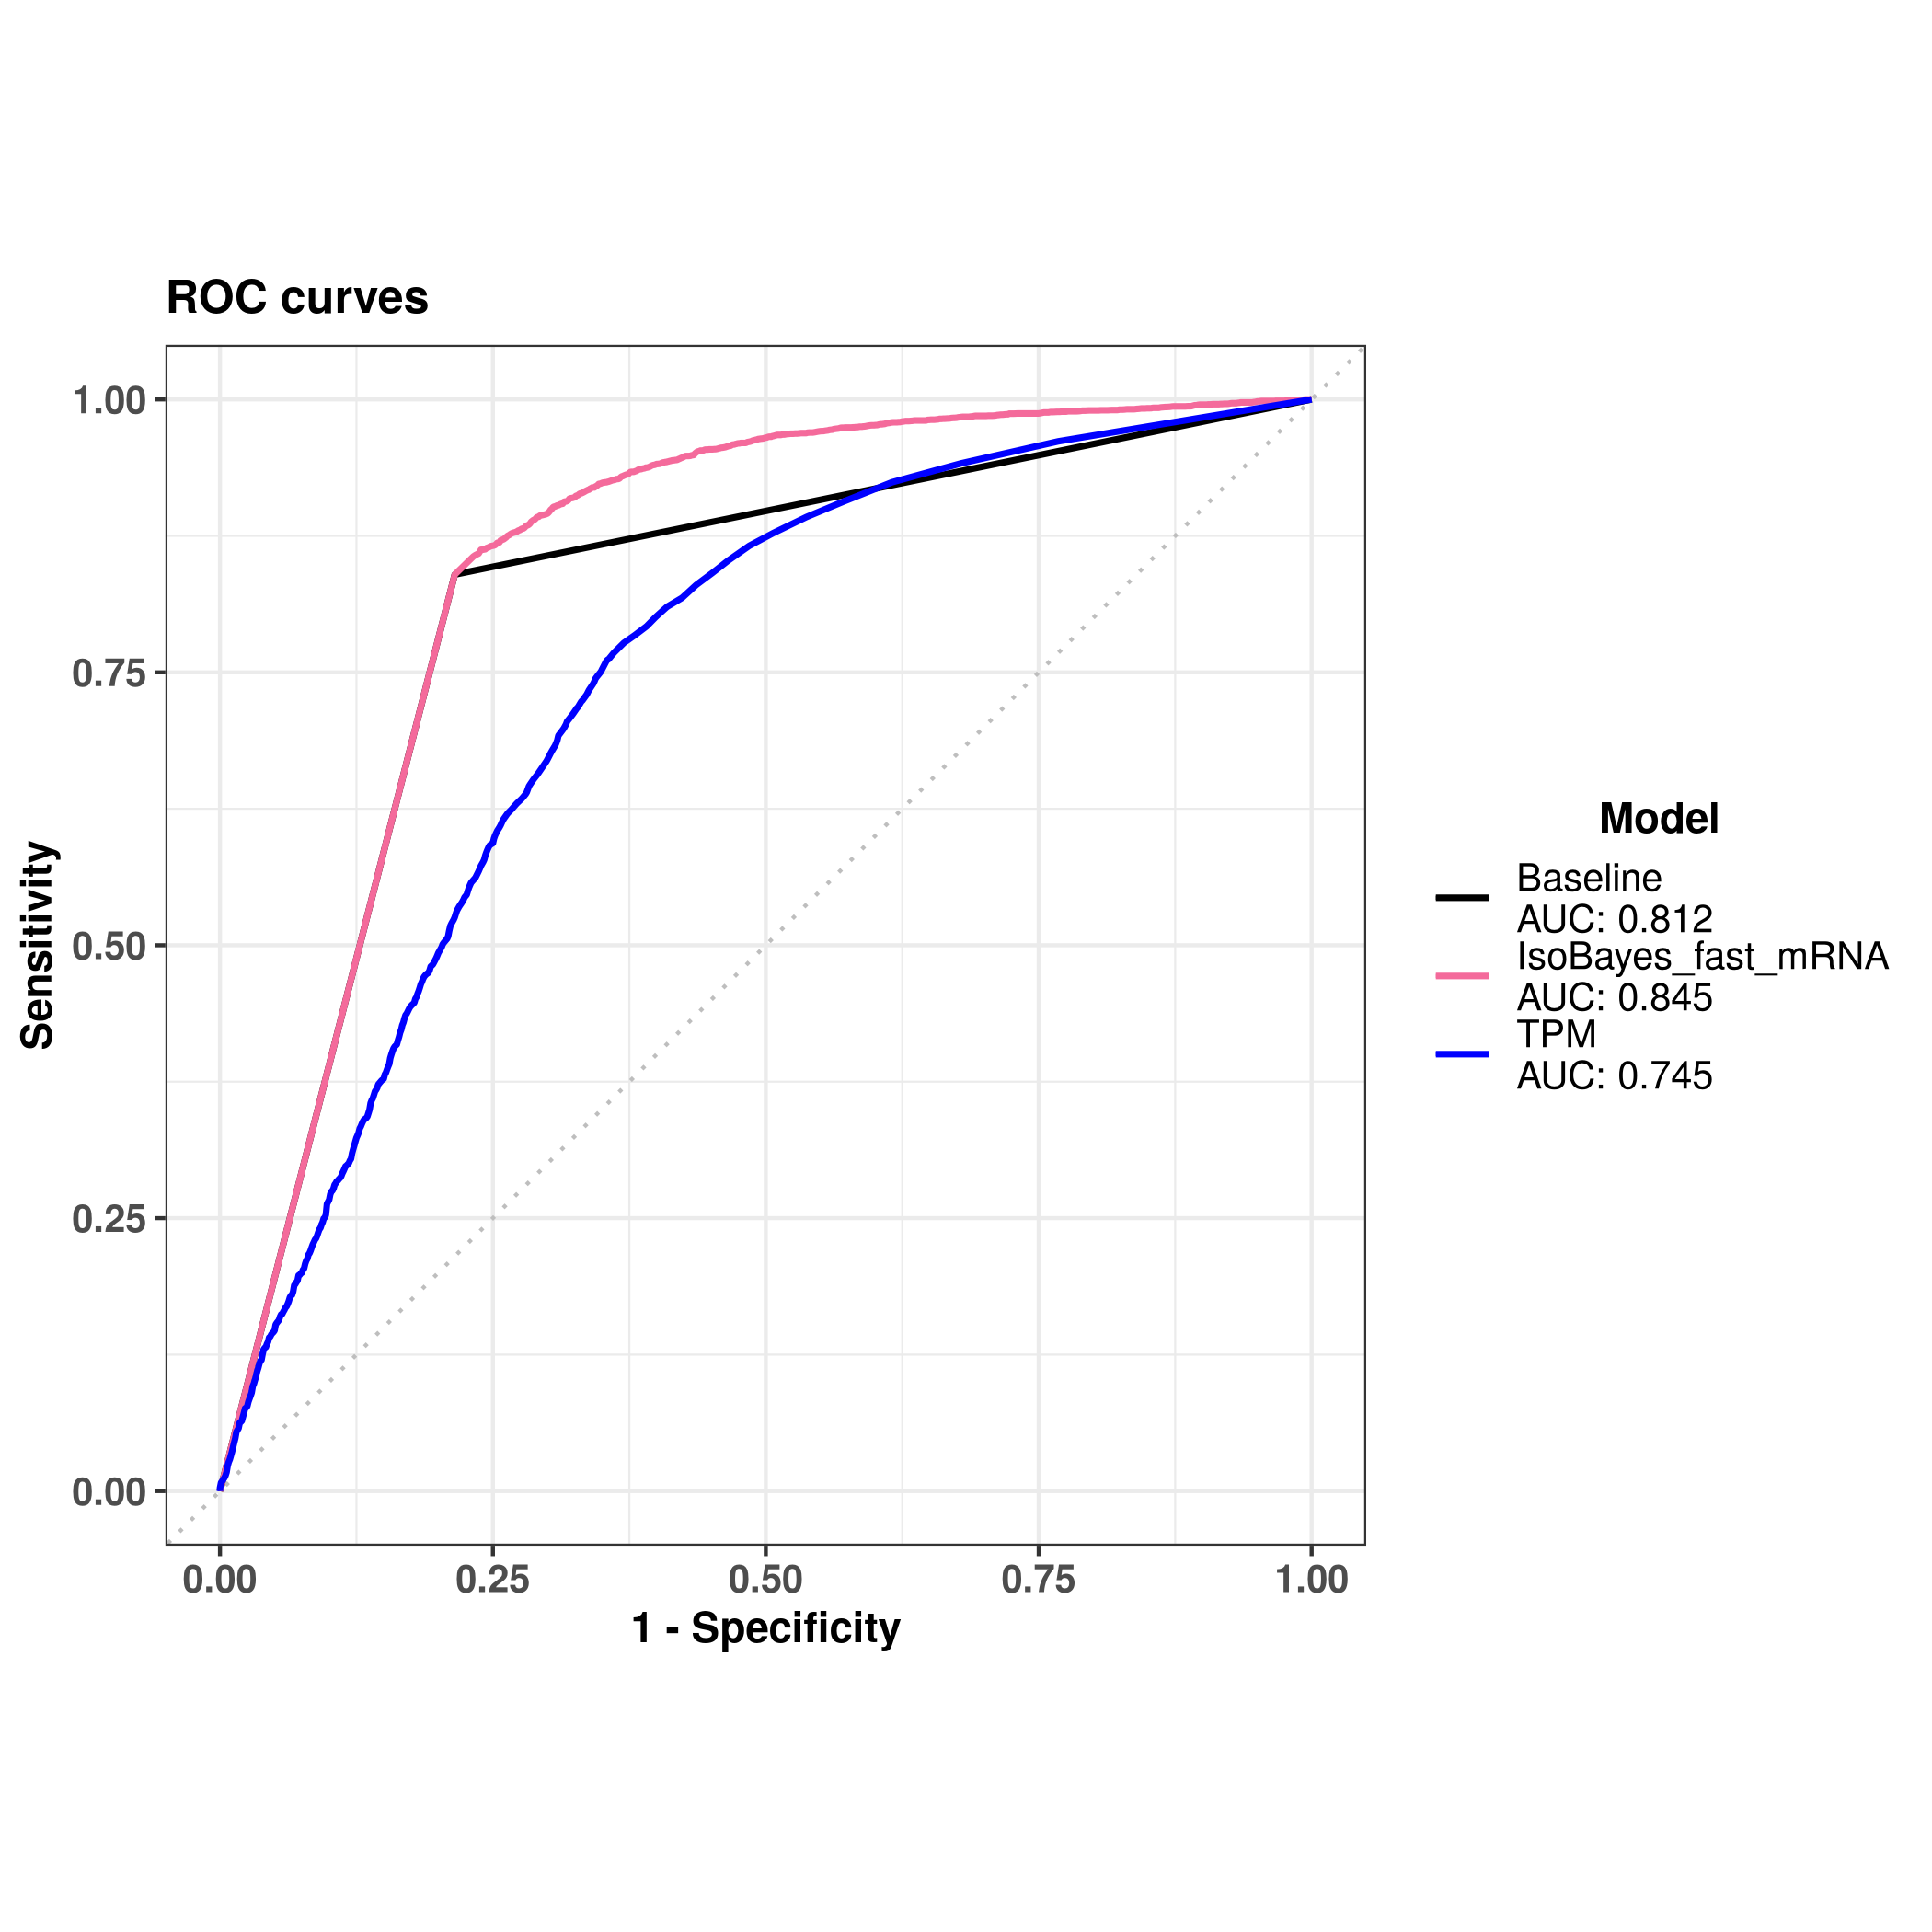 ROC curves
1.00
0.75
0.50
0.25
0.00
Sensitivity
0.00 0.25 0.50 0.75 1.00
1 - Specificity
Model
Baseline
AUC: 0.812
IsoBayes_fast_mRNA
AUC: 0.845
TPM
AUC: 0.745